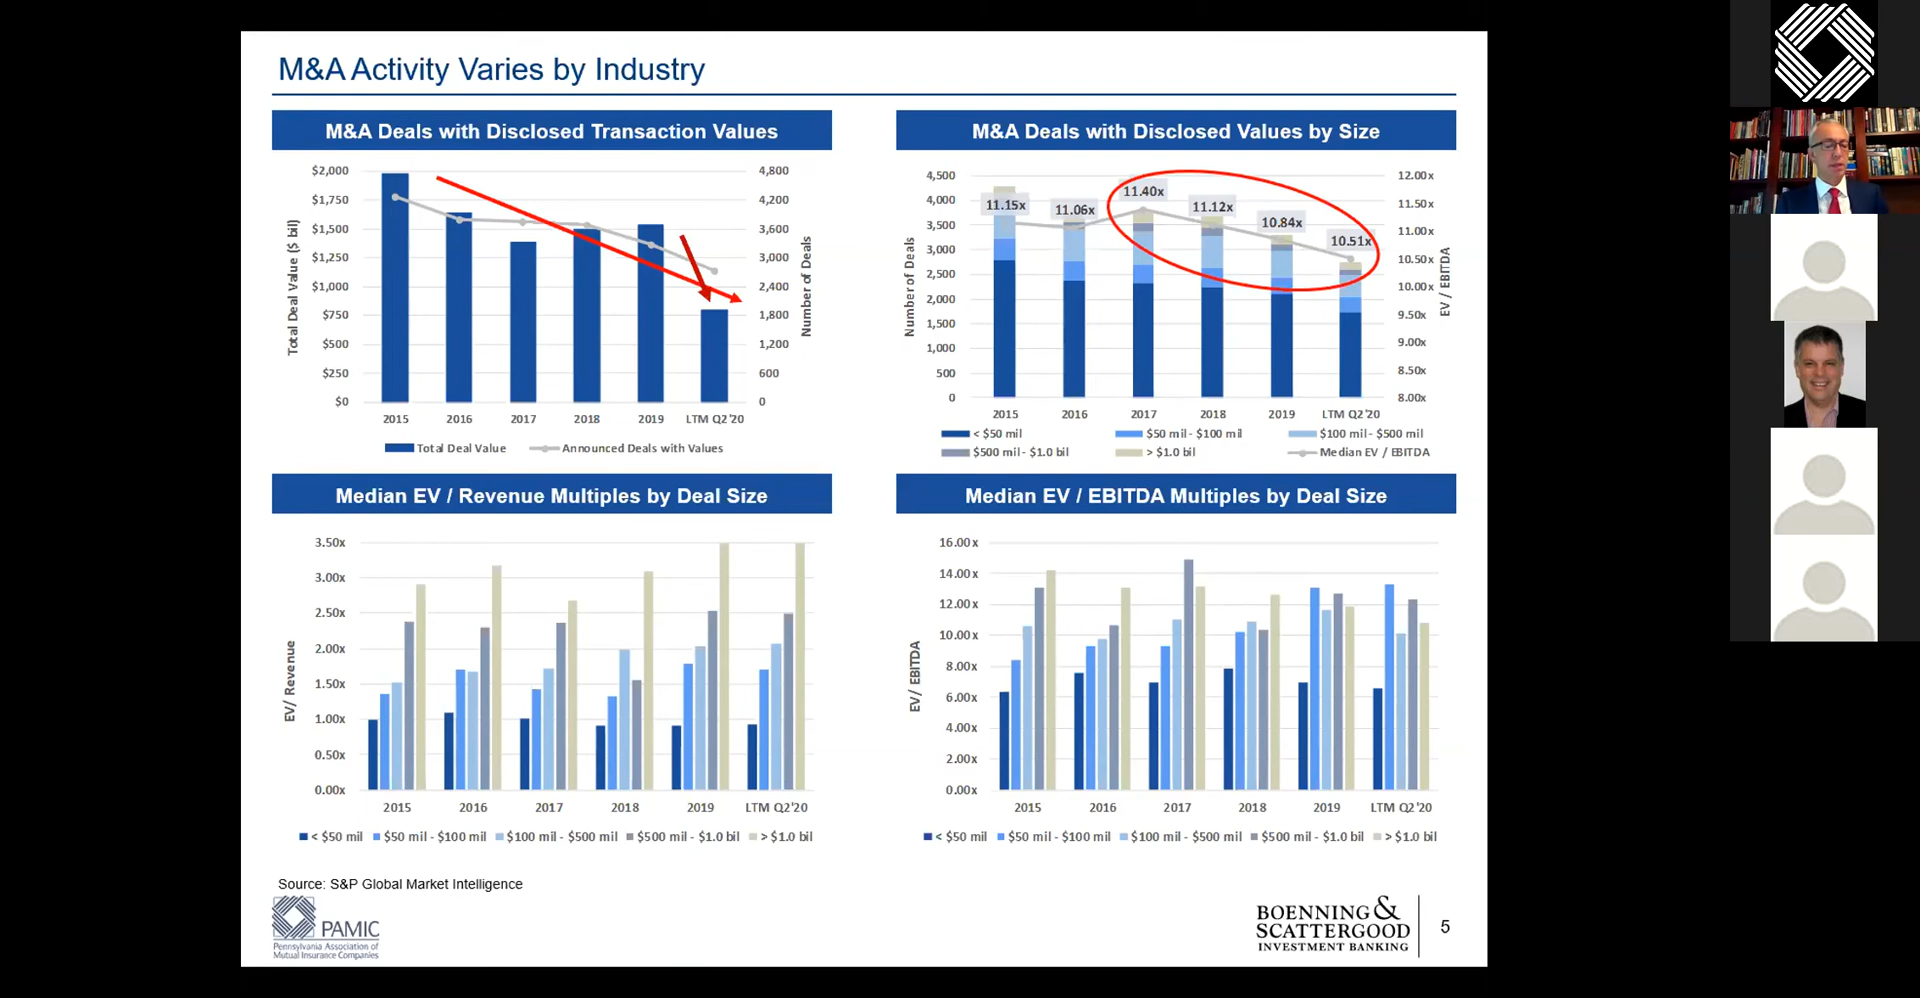 M&A Activity Varies by Industry
M&A Deals with Disclosed Transaction Values
$2,000
$1,750
$1,500
$1,250
$1,000
$750
$500
$250
$0
Total Deal Value ($ bil)
4,800
4,200
3,600
3,000
2,400
1,800
1,200
600
0
Number of Deals
2015 2016 2017 2018 2019 LTM Q2'20
Total Deal Value Announced Deals with Values
M&A Deals with Disclosed Values by Size
4,500
4,000
3,500
3,000
2,500
2,000
1,500
1,000
500
0
Number of Deals
11.15x 11.06x 11.40x 11.12x 10.84x 10.51x
12.00x
11.50x
11.00x
10.50x
10.00x
9.50x
9.00x
8.50x
8.00x
EV / EBITDA
2015 2016 2017 2018 2019 LTM Q2'20
< $50 mil $50 mil - $100 mil $100 mil - $500 mil
$500 mil - $1.0 bil > $1.0 bil Median EV / EBITDA
Median EV / Revenue Multiples by Deal Size
3.50x
3.00x
2.50x
2.00x
1.50x
1.00x
0.50x
0.00x
EV/ Revenue
2015 2016 2017 2018 2019 LTM Q2'20
< $50 mil $50 mil - $100 mil $100 mil - $500 mil $500 mil - $1.0 bil > $1.0 bil
Median EV / EBITDA Multiples by Deal Size
16.00x
14.00x
12.00x
10.00x
8.00x
6.00x
4.00x
2.00x
0.00x
EV/ EBITDA
2015 2016 2017 2018 2019 LTM Q2'20
< $50 mil $50 mil - $100 mil $100 mil - $500 mil $500 mil - $1.0 bil > $1.0 bil
Source: S&P Global Market Intelligence
PAMIC
Pennsylvania Association of
Mutual Insurance Companies
BOENNING &
SCATTERGOOD
INVESTMENT BANKING
5